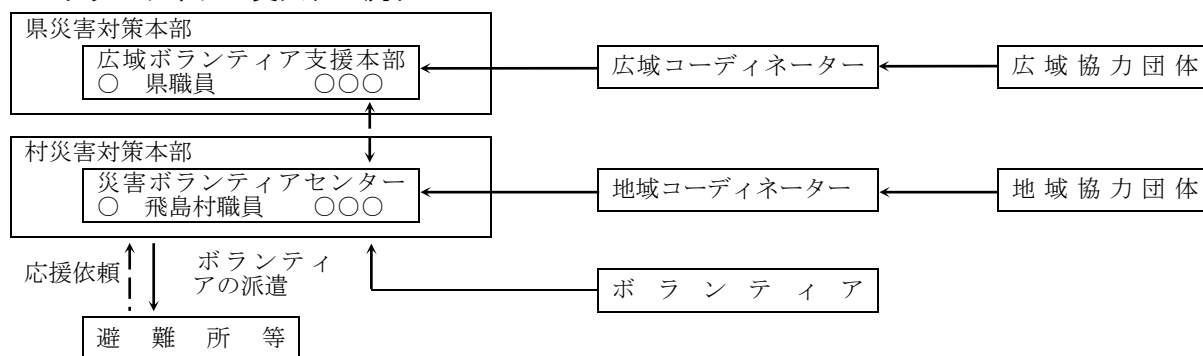 県災害対策本部
広域ボランティア支援本部
○ 県職員 ○○○
広域コーディネーター
広域協力団体
村災害対策本部
災害ボランティアセンター
○ 飛島村職員 ○○○
地域コーディネーター
地域協力団体
応援依頼
ボランティ
アの派遣
ボランティア
避難所等